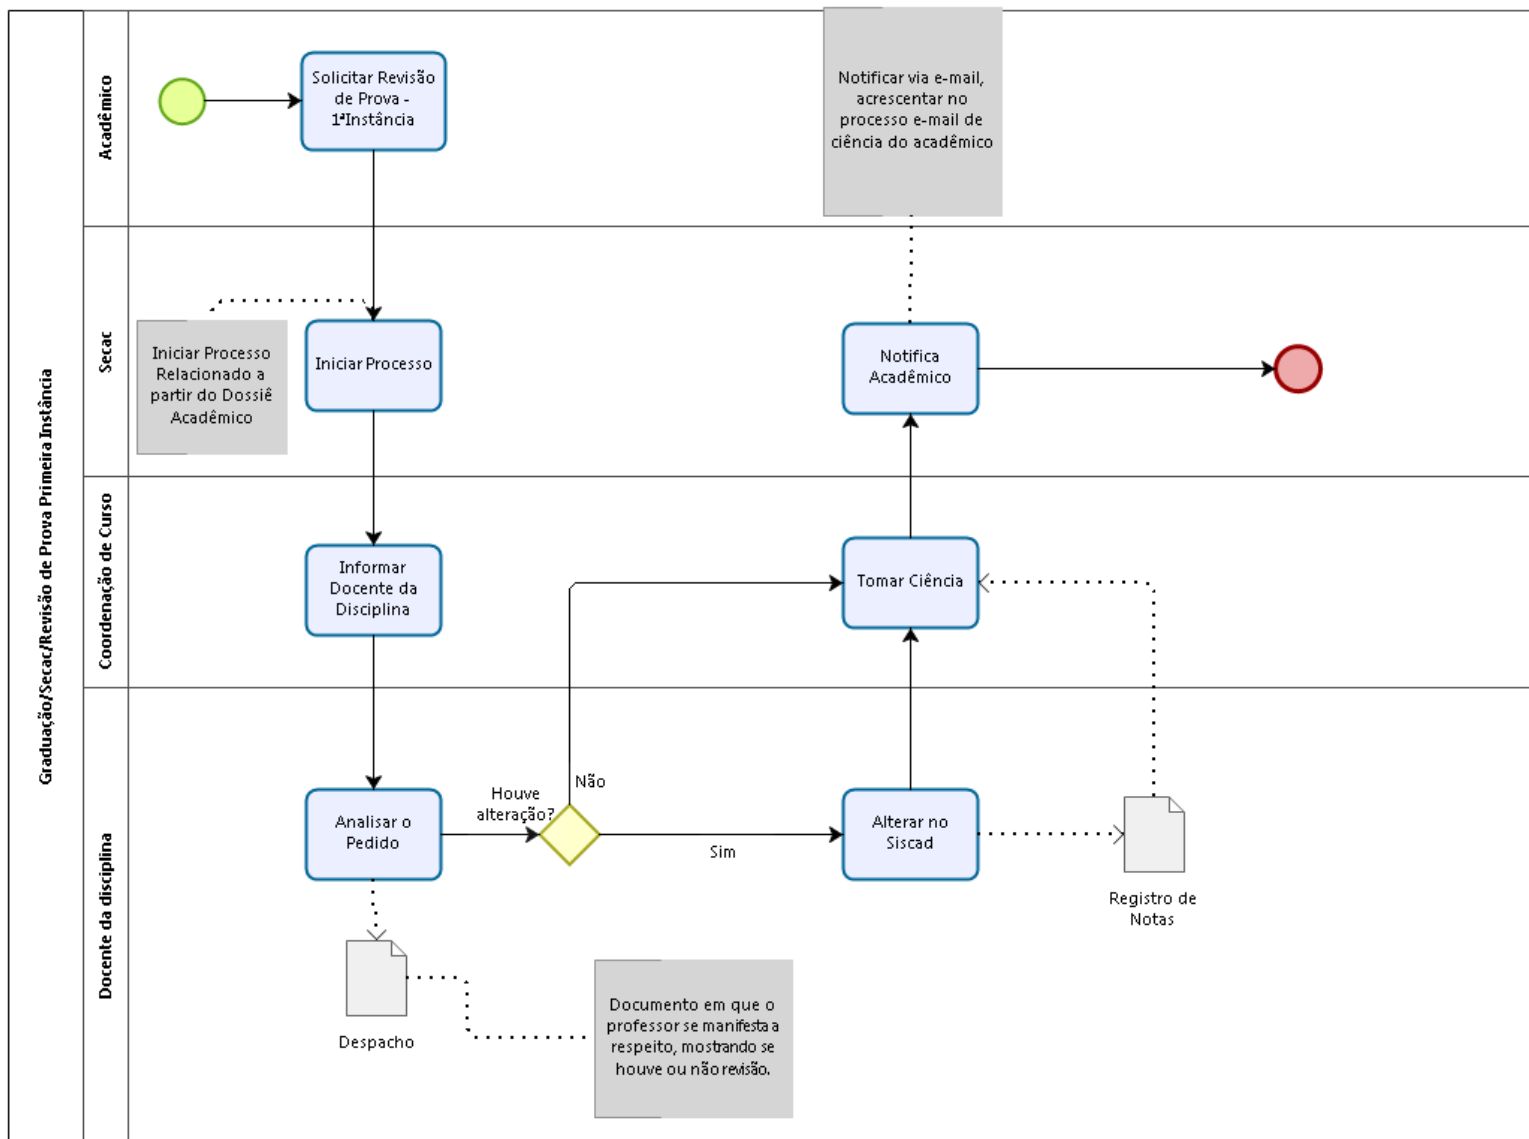 Graduação/Secac/Revisão de Prova Primeira Instância
Acadêmico
Solicitar Revisão
de Prova -
1ªInstância
Notificar via e-mail,
acrescentar no
processo e-mail de
ciência do acadêmico
Secac
Iniciar Processo
Relacionado a
partir do Dossiê
Acadêmico
Iniciar Processo
Notifica
Acadêmico
Coordenação de Curso
Informar
Docente da
Disciplina
Tomar Ciência
Docente da disciplina
Analisar o
Pedido
Houve
alteração?
Não
Sim
Alterar no
Siscad
Registro de
Notas
Despacho
Documento em que o
professor se manifesta a
respeito, mostrando se
houve ou não revisão.